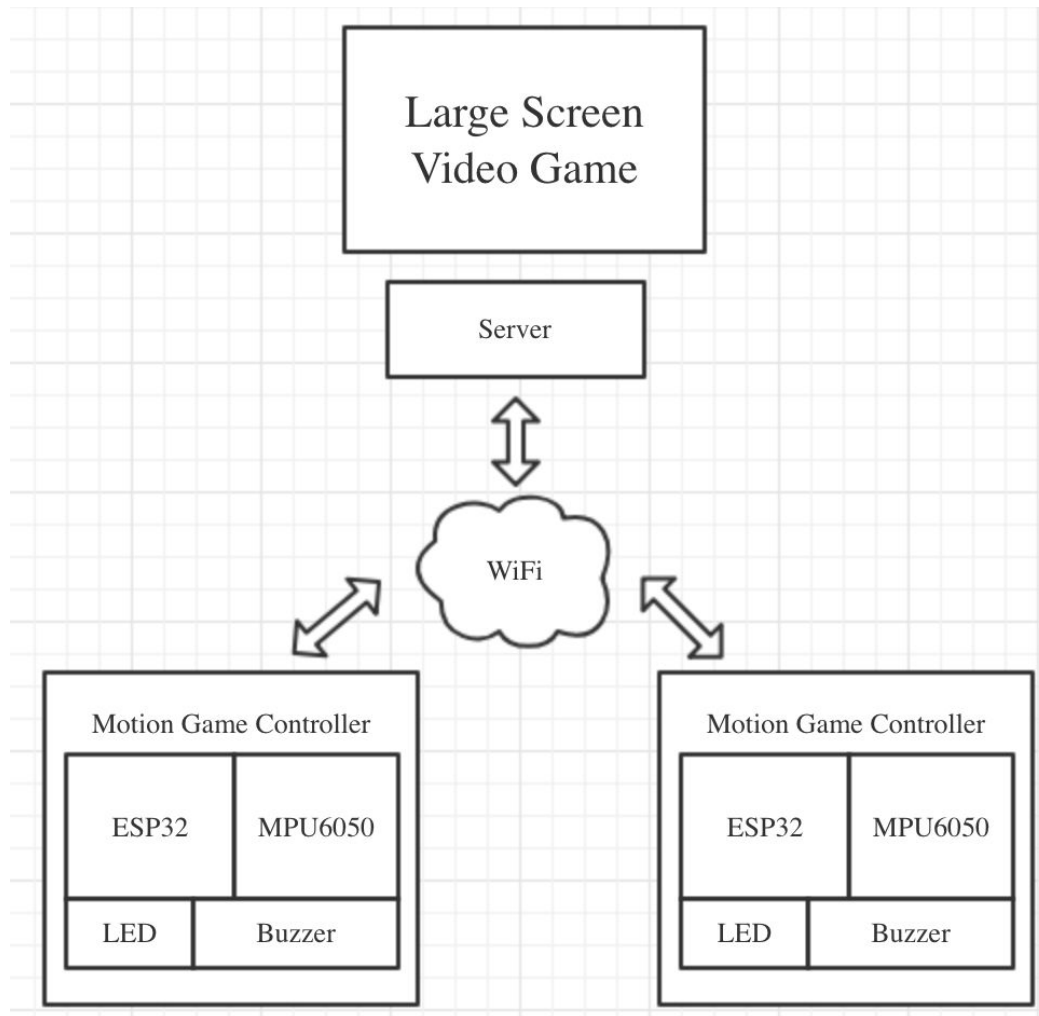 Large Screen
Video Game
Server
WiFi
Motion Game Controller
ESP32
MPU6050
LED
Buzzer
Motion Game Controller
ESP32
MPU6050
LED
Buzzer